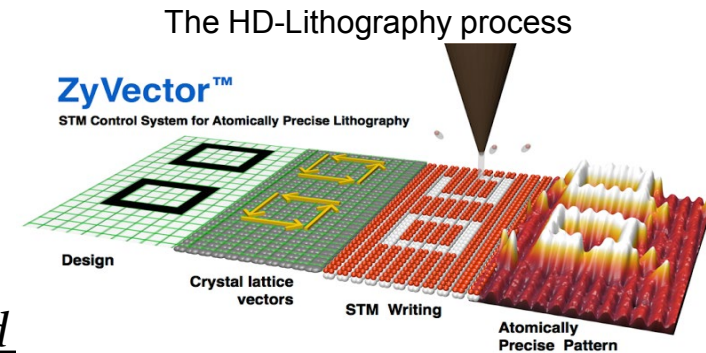 The HD-Lithography process
ZyVector™
STM Control System for Atomically Precise Lithography
Design
Crystal lattice
vectors
STM Writing
Atomically
Precise Pattern
d